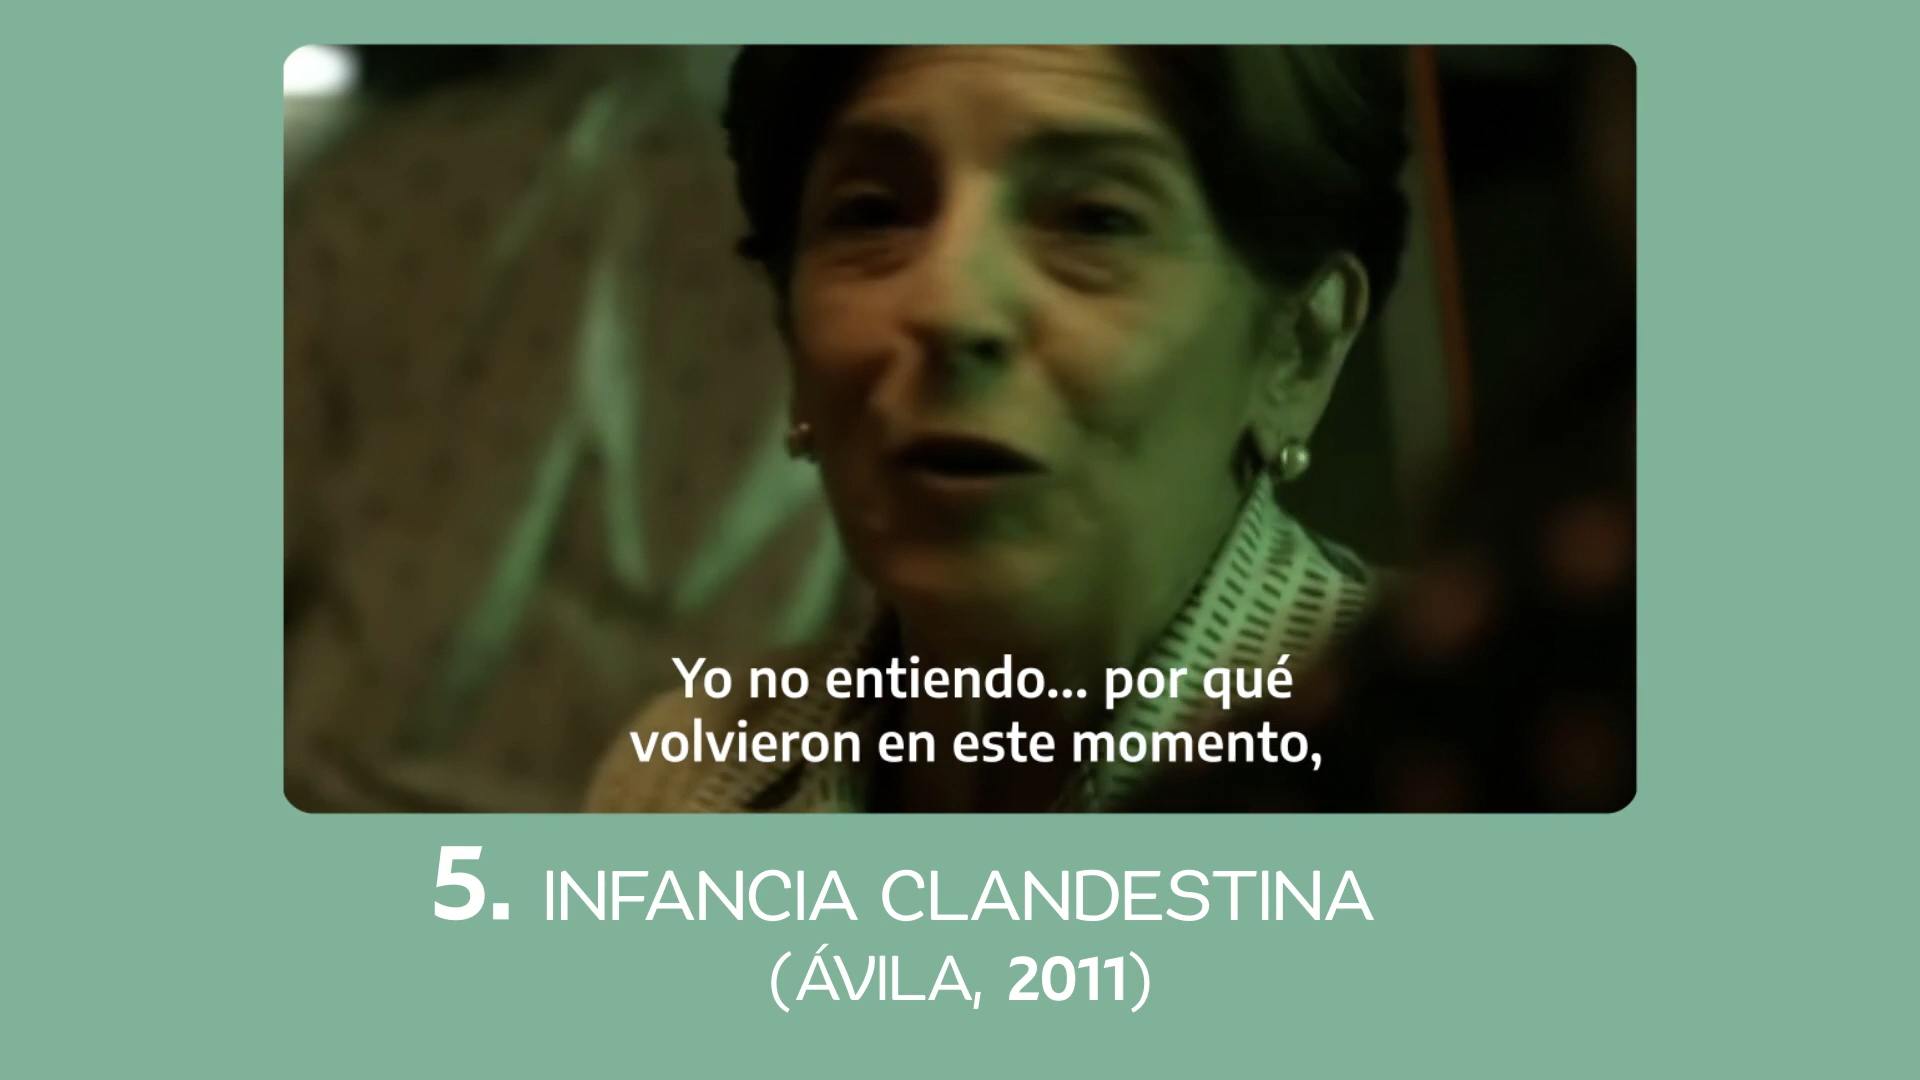 Yo no entiendo... por qué
volvieron en este momento,
5. INFANCIA CLANDESTINA
(ÁVILA, 2011)